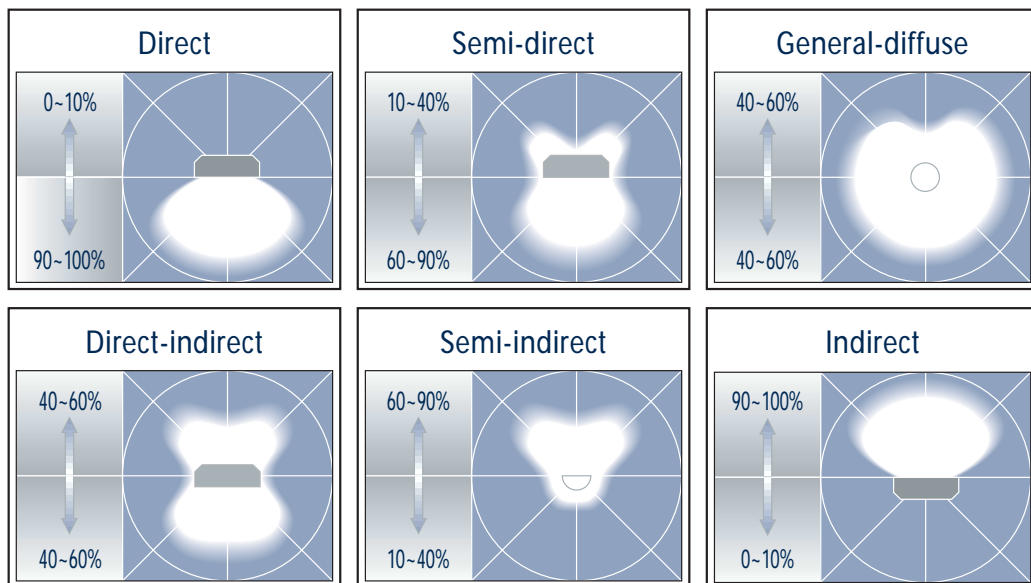 Direct
0~10%
90~100%
Semi-direct
10~40%
60~90%
General-diffuse
40~60%
40~60%
Direct-indirect
40~60%
40~60%
Semi-indirect
60~90%
10~40%
Indirect
90~100%
0~10%